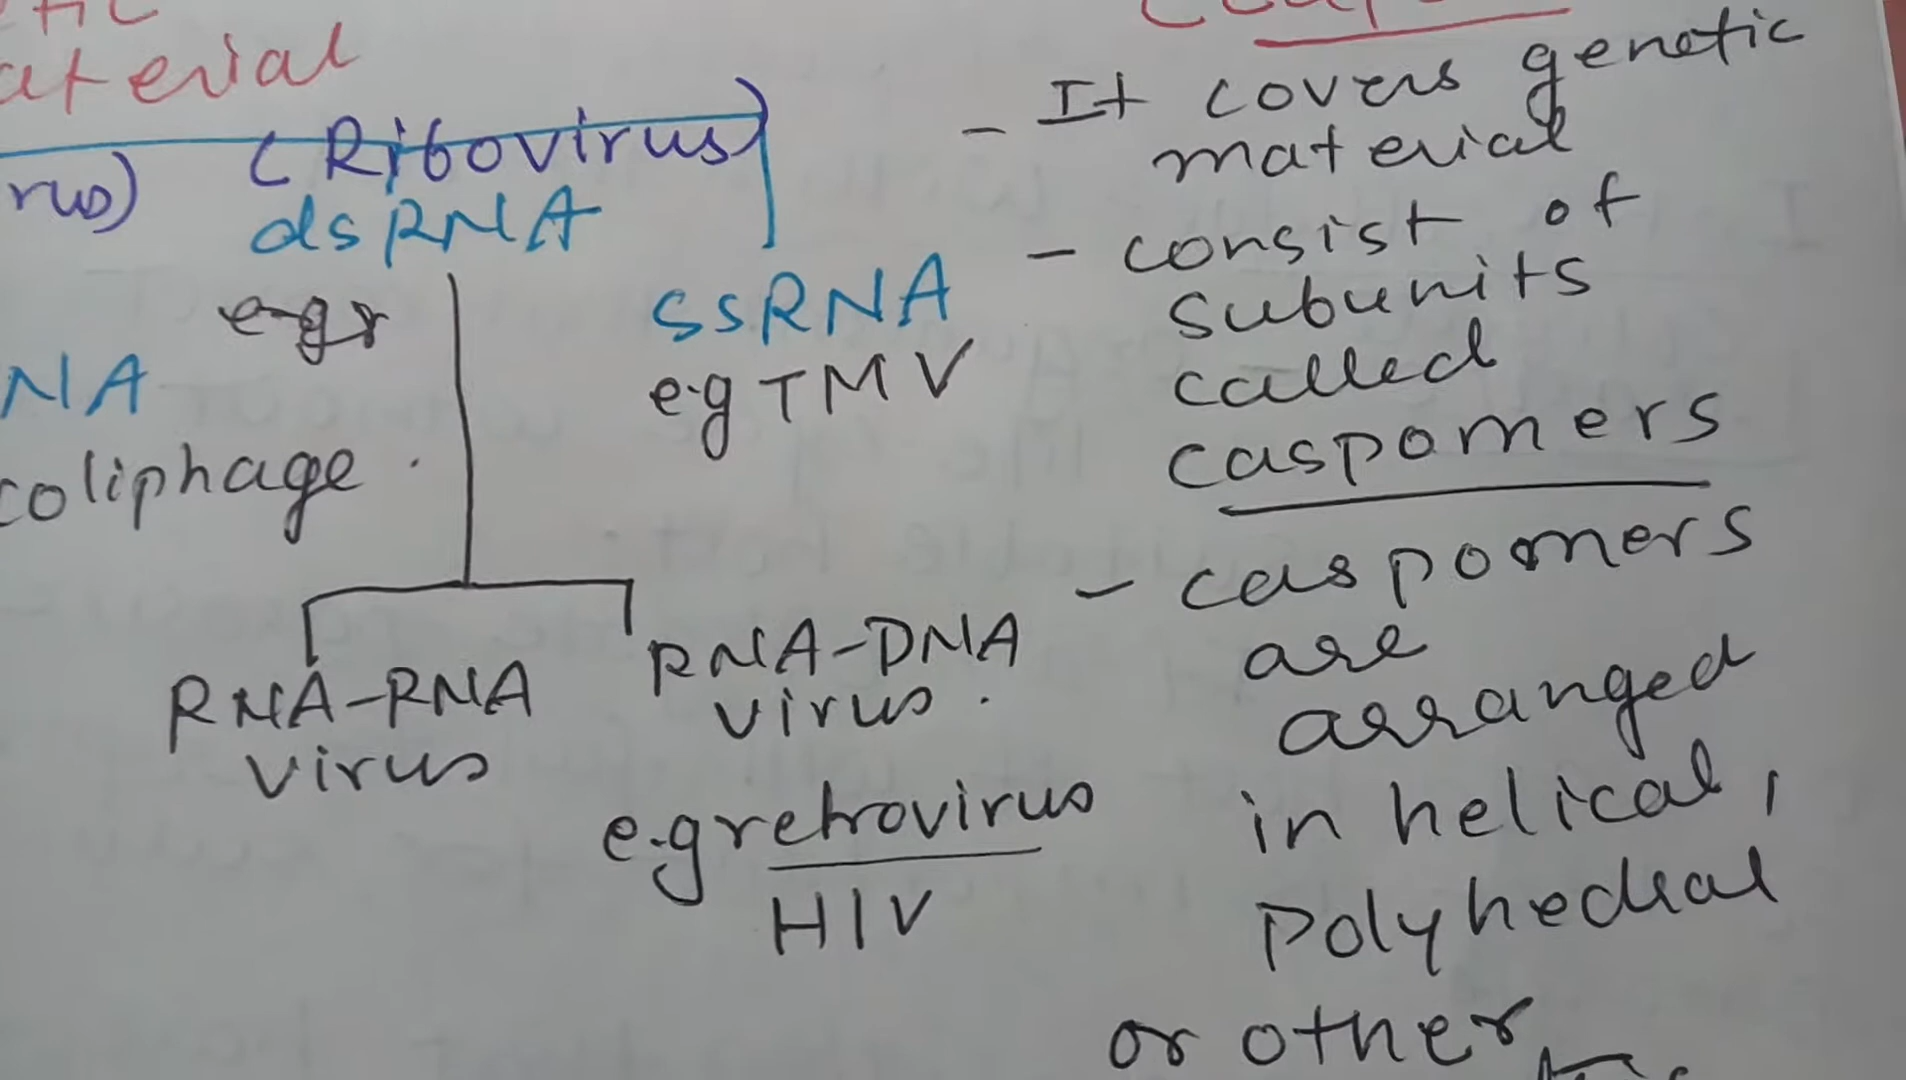 aterial
rus)
(Ribovirus)
dsRNA
e-gr
ssRNA
e.g TMV
NA
coliphage.
RNA-RNA
virus
RNA-DNA
virus.
e.g retrovirus
HIV
- It covers genetic
material
- consist of
subunits
called
caspomers
- caspomers
are
arranged
in helical,
Polyhedral
or other